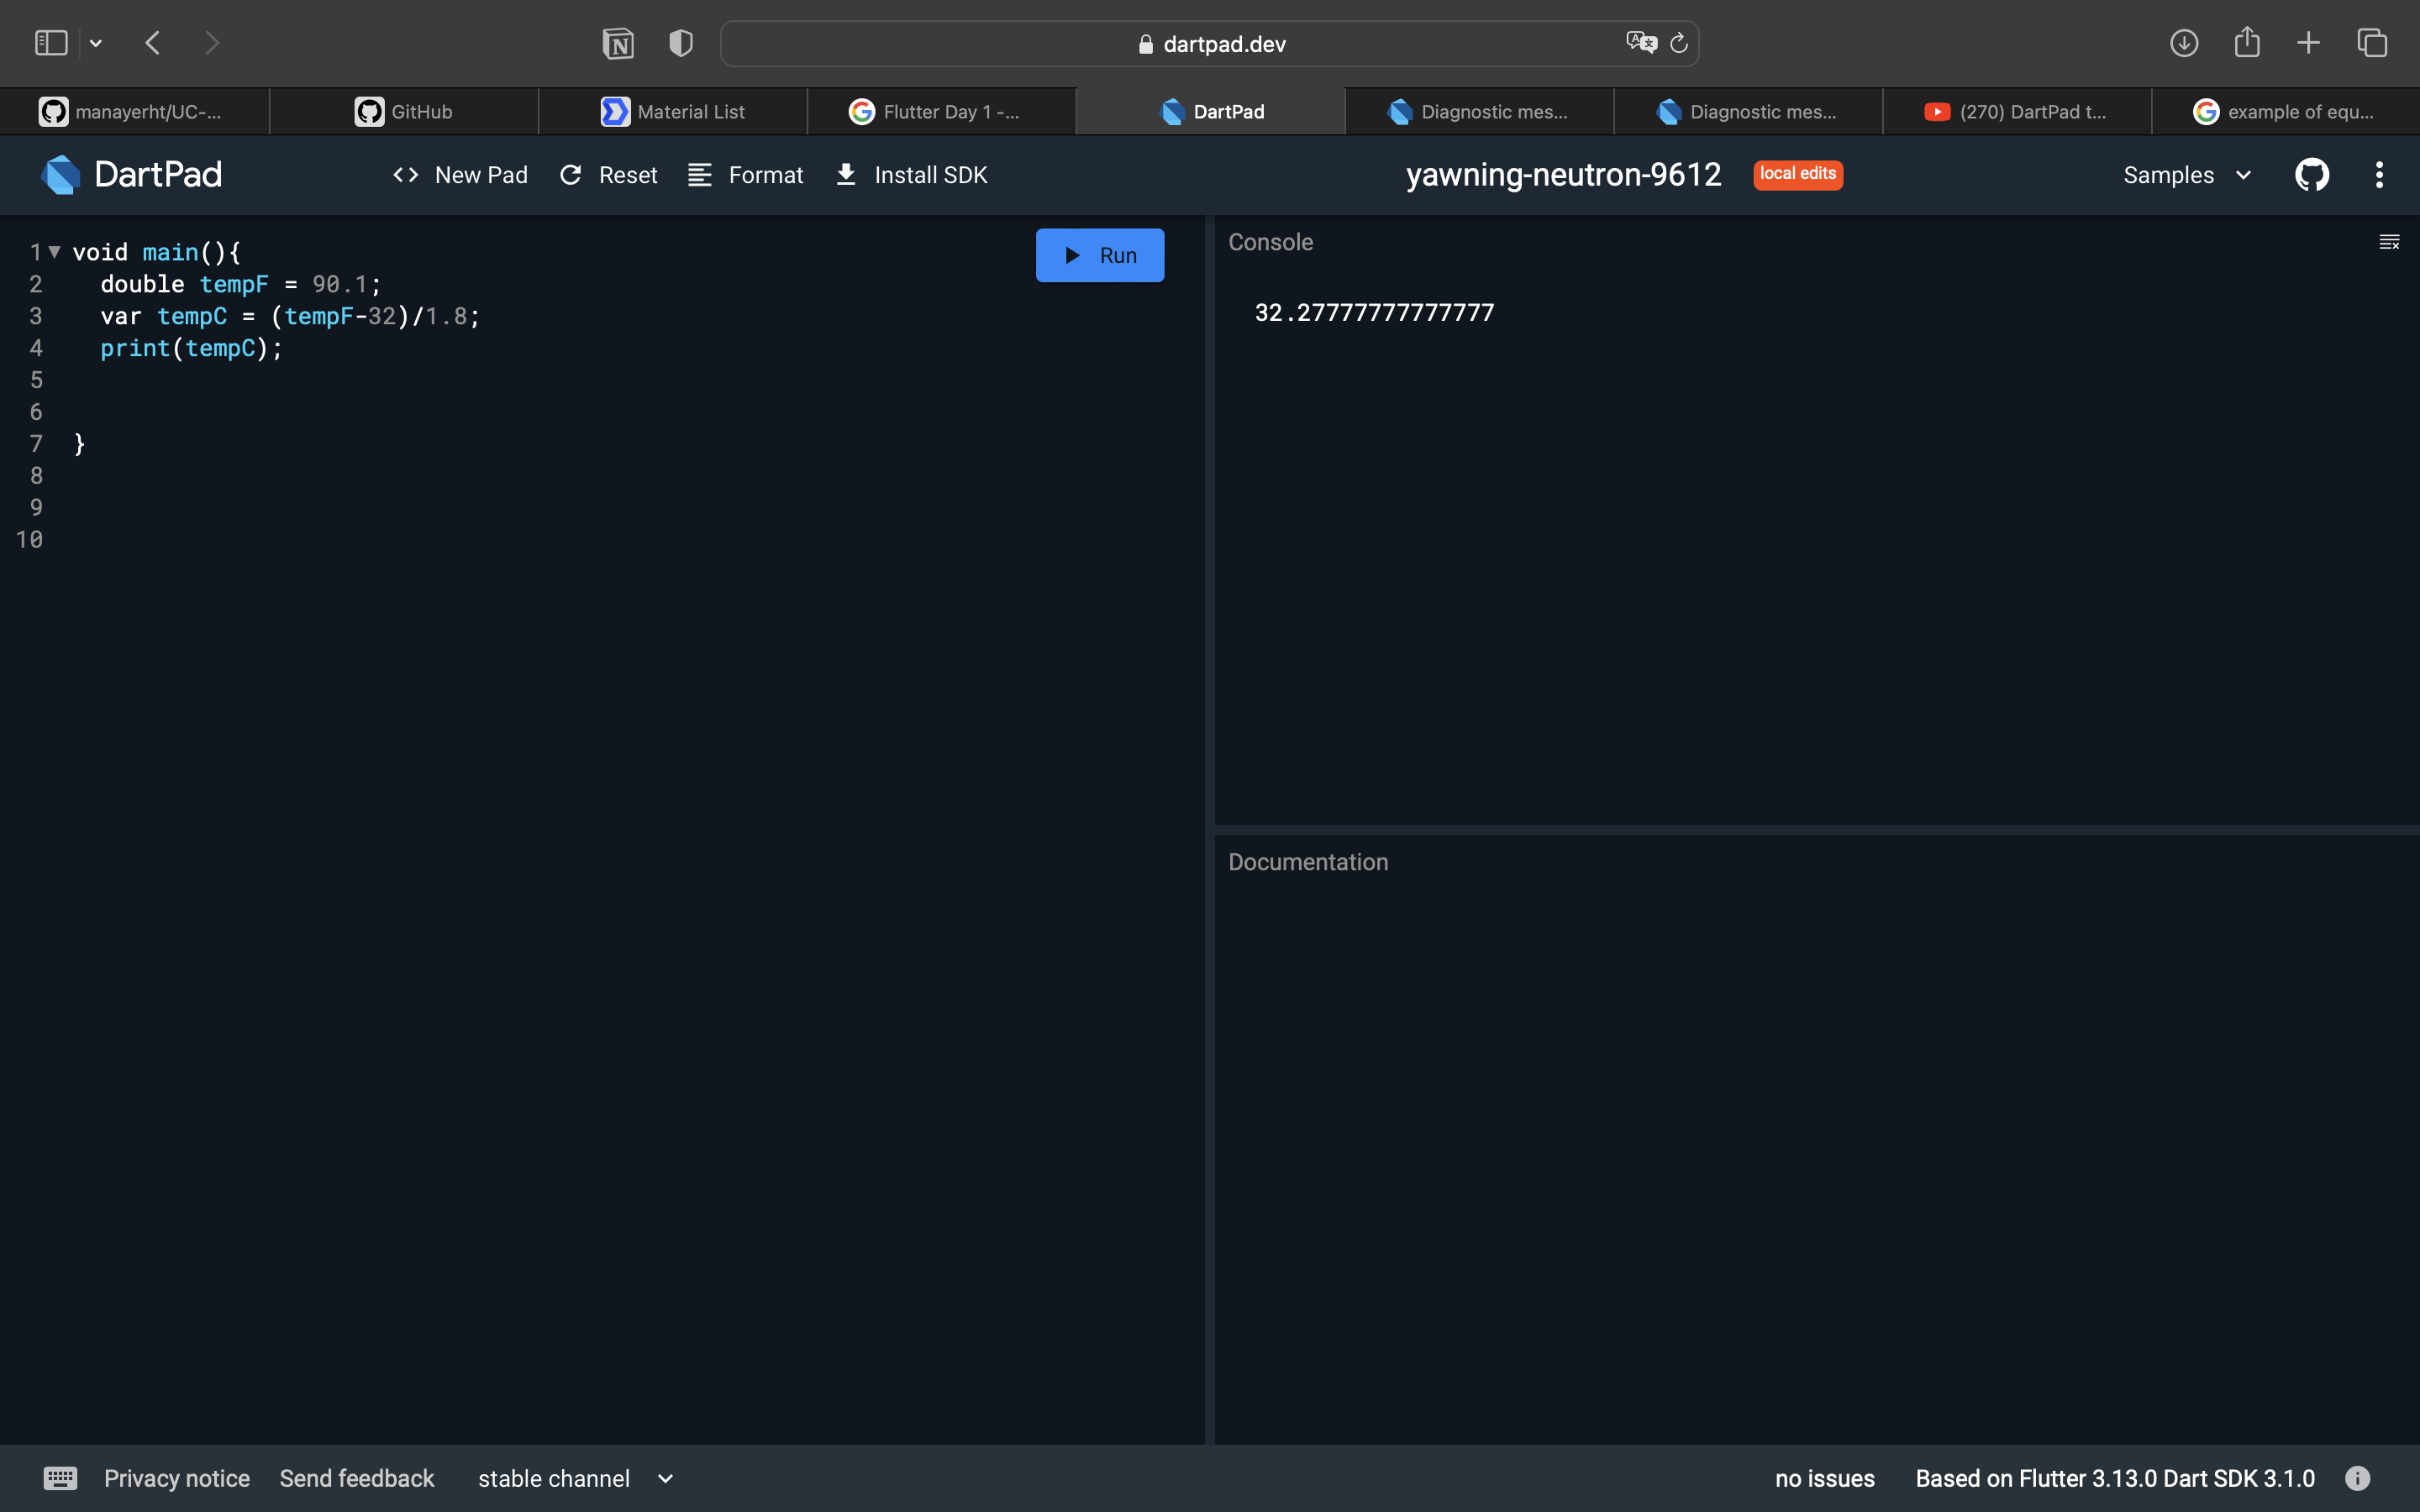 dartpad.dev
manayerht/UC-...
GitHub
Material List
Flutter Day 1 -...
DartPad
Diagnostic mes...
Diagnostic mes...
(270) DartPad t...
example of equ...
DartPad
<> New Pad
Reset
Format
Install SDK
yawning-neutron-9612
local edits
Samples
1 void main(){
2 double tempF = 90.1;
3 var tempC = (tempF-32)/1.8;
4 print(tempC);
5
6
7 }
8
9
10
Run
Console
32.27777777777777
Documentation
Privacy notice
Send feedback
stable channel
no issues
Based on Flutter 3.13.0 Dart SDK 3.1.0